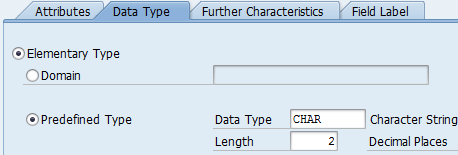 Attributes Data Type Further Characteristics Field Label
Elementary Type
Domain
Predefined Type Data Type CHAR Character String
Length 2 Decimal Places